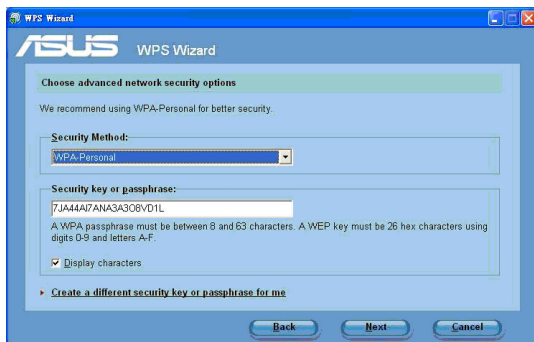 WPS Wizard
ASUS WPS Wizard
Choose advanced network security options
We recommend using WPA-Personal for better security.
Security Method:
WPA-Personal
Security key or passphrase:
7JA44AI7ANA3A3O8VD1L
A WPA passphrase must be between 8 and 63 characters. A WEP key must be 26 hex characters using
digits 0-9 and letters A-F.
Display characters
Create a different security key or passphrase for me
Back Next Cancel